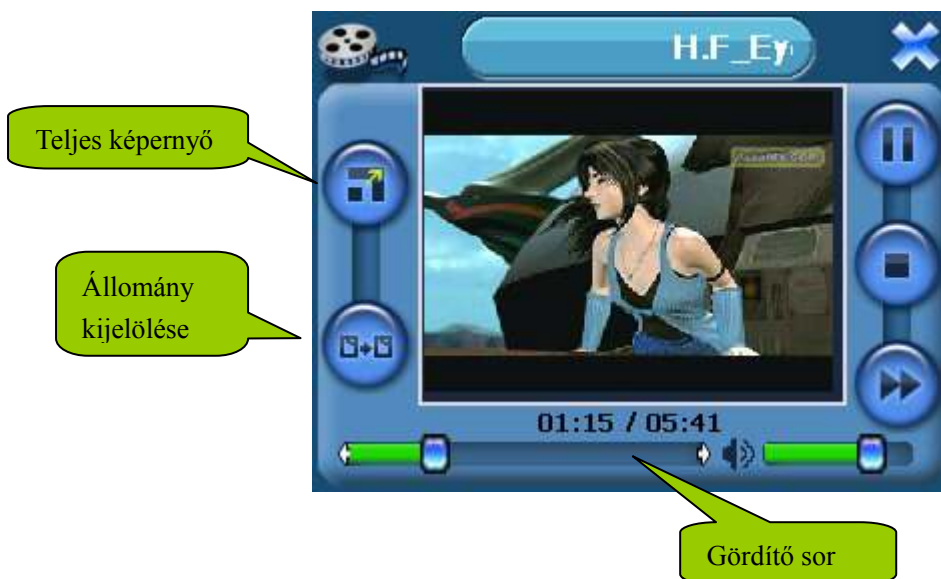 H.F_Ey
Teljes képernyő
Állomány
kijelölése
01:15 / 05:41
Gördítő sor